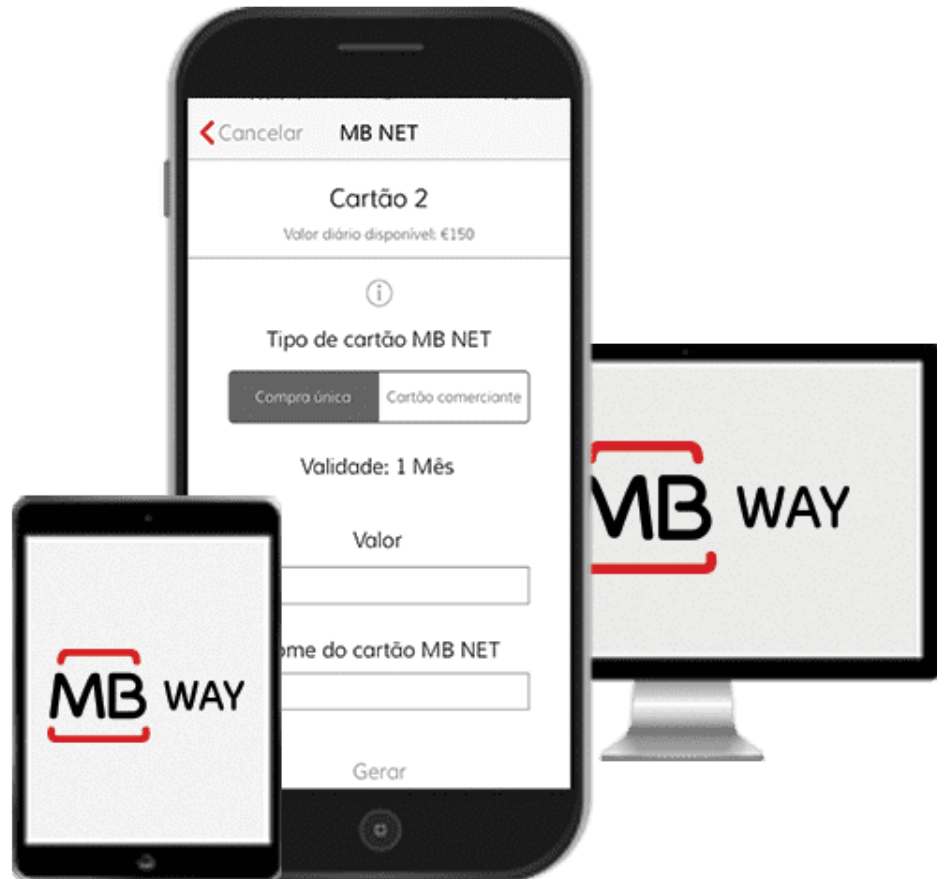 Cancelar MB NET
Cartão 2
Valor diário disponível: €150
Tipo de cartão MB NET
Compra única Cartão comerciante
Validade: 1 Mês
Valor
ome do cartão MB NET
Gerar
MB WAY
MB WAY